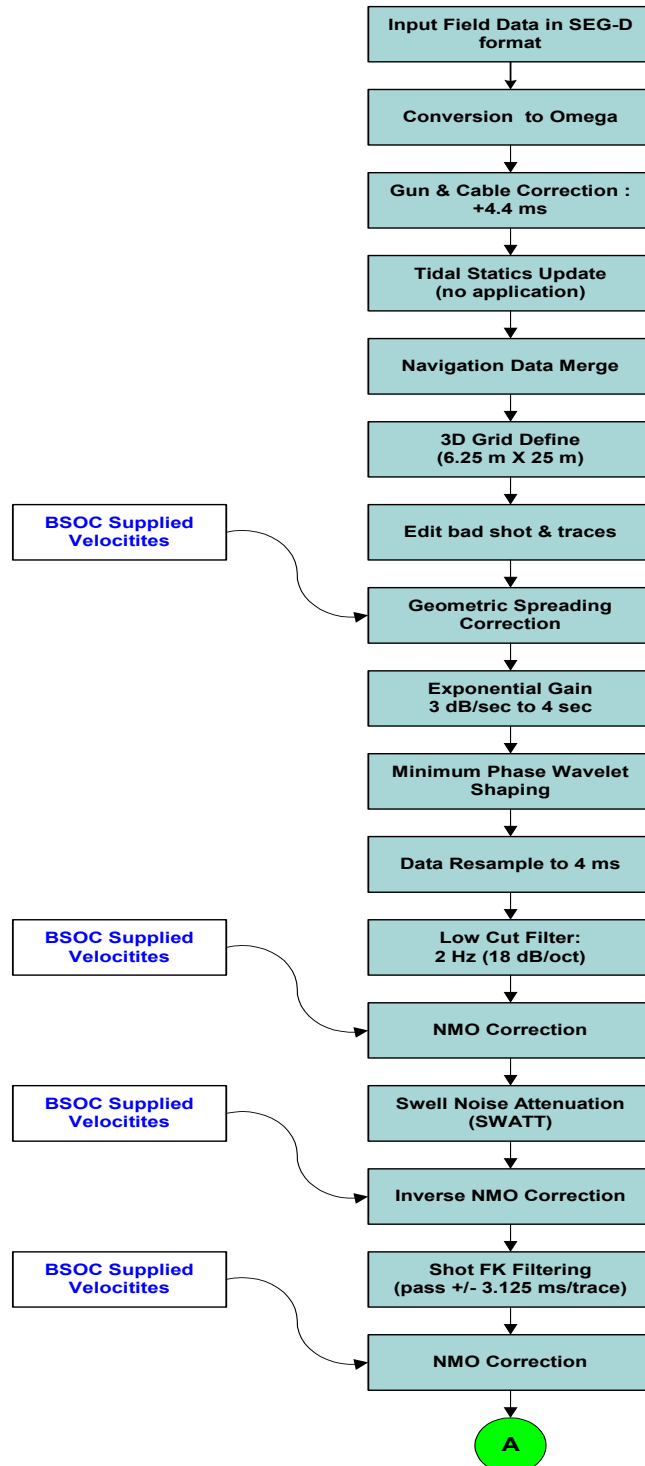 Input Field Data in SEG-D
format
Conversion to Omega
Gun & Cable Correction :
+4.4 ms
Tidal Statics Update
(no application)
Navigation Data Merge
3D Grid Define
(6.25 m X 25 m)
BSOC Supplied
Velocitites
Edit bad shot & traces
Geometric Spreading
Correction
Exponential Gain
3 dB/sec to 4 sec
Minimum Phase Wavelet
Shaping
Data Resample to 4 ms
BSOC Supplied
Velocitites
Low Cut Filter:
2 Hz (18 dB/oct)
NMO Correction
BSOC Supplied
Velocitites
Swell Noise Attenuation
(SWATT)
Inverse NMO Correction
BSOC Supplied
Velocitites
Shot FK Filtering
(pass +/- 3.125 ms/trace)
NMO Correction
A